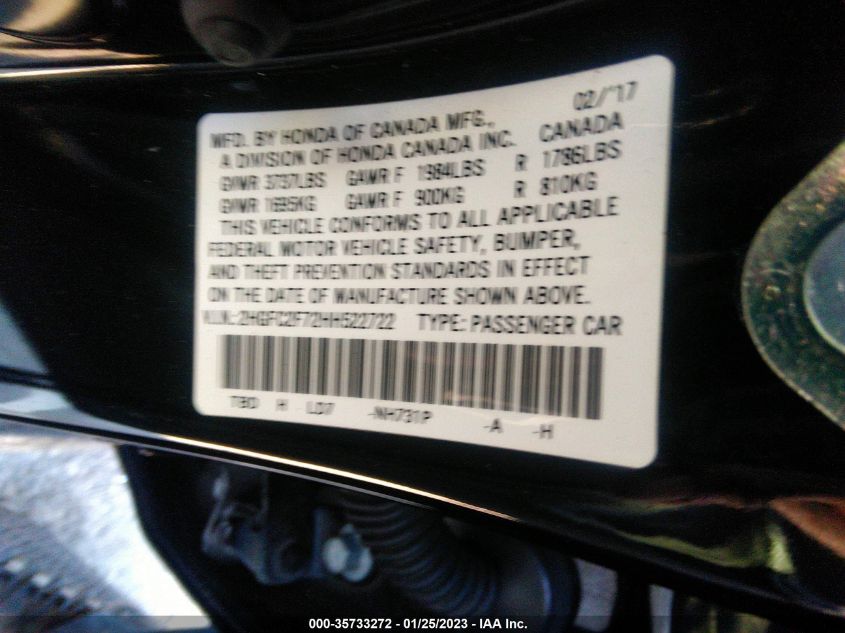 02/'17
MFD. BY HONDA OF CANADA MFG.,
A DIVISION OF HONDA CANADA INC. CANADA
GVWR 3737LBS GAWR F 1984LBS R 1786LBS
GVWR 1695KG GAWR F 900KG R 810KG
THIS VEHICLE CONFORMS TO ALL APPLICABLE
FEDERAL MOTOR VEHICLE SAFETY, BUMPER,
AND THEFT PREVENTION STANDARDS IN EFFECT
ON THE DATE OF MANUFACTURE SHOWN ABOVE.
V.I.N.:2HGFC2F72HH522722 TYPE: PASSENGER CAR
H NH731P -A -H
000-35733272 — 01/25/2023 - IAA Inc.